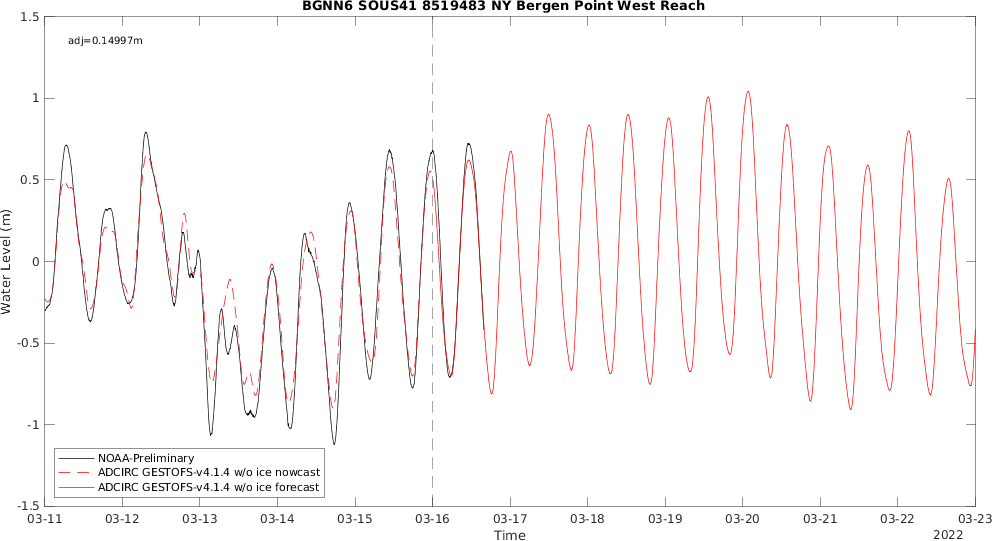 BGNN6 SOUS41 8519483 NY Bergen Point West Reach
1.5
adj=0.14997m
1
0.5
0
-0.5
-1
-1.5
Water Level (m)
NOAA-Preliminary
ADCIRC GESTOFS-v4.1.4 w/o ice nowcast
ADCIRC GESTOFS-v4.1.4 w/o ice forecast
03-11 03-12 03-13 03-14 03-15 03-16 03-17 03-18 03-19 03-20 03-21 03-22 03-23
Time
2022